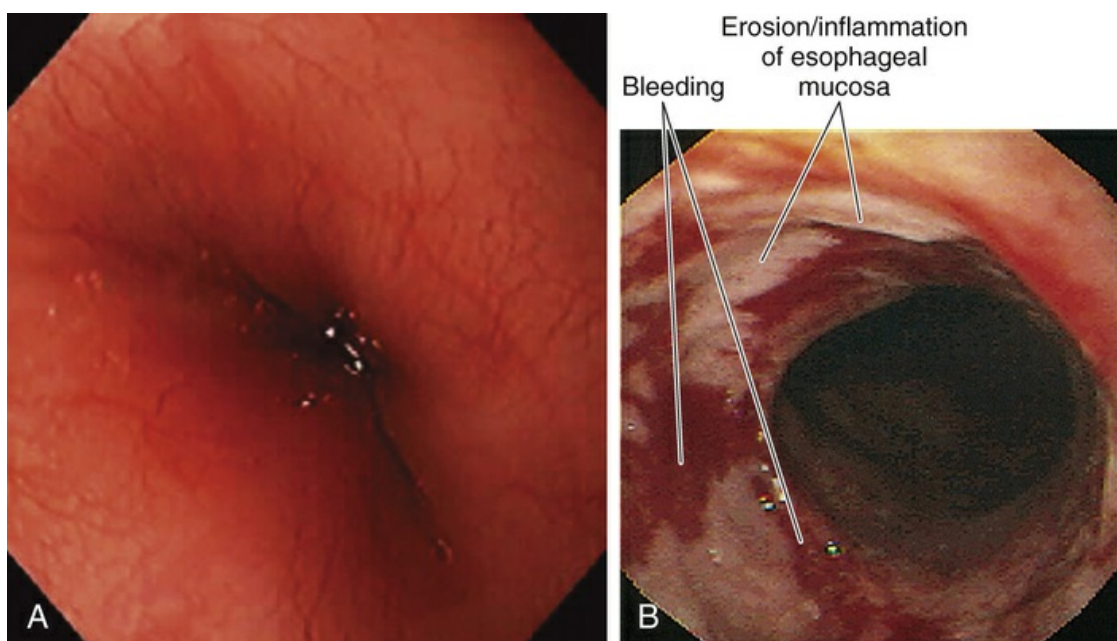 Erosion/inflammation
of esophageal
mucosa
Bleeding
A
B